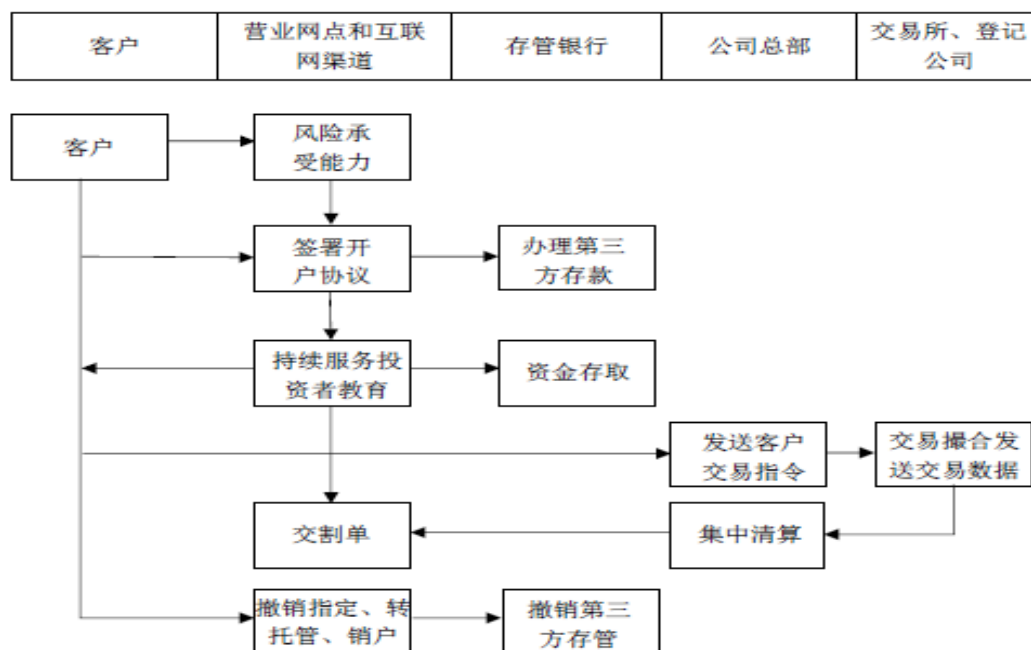 客户
营业网点和互联
网渠道
存管银行
公司总部
交易所、登记
公司
客户
风险承
受能力
签署开
户协议
办理第三
方存款
持续服务投
资者教育
资金存取
发送客户
交易指令
交易撮合发
送交易数据
交割单
集中清算
撤销指定、转
托管、销户
撤销第三
方存管